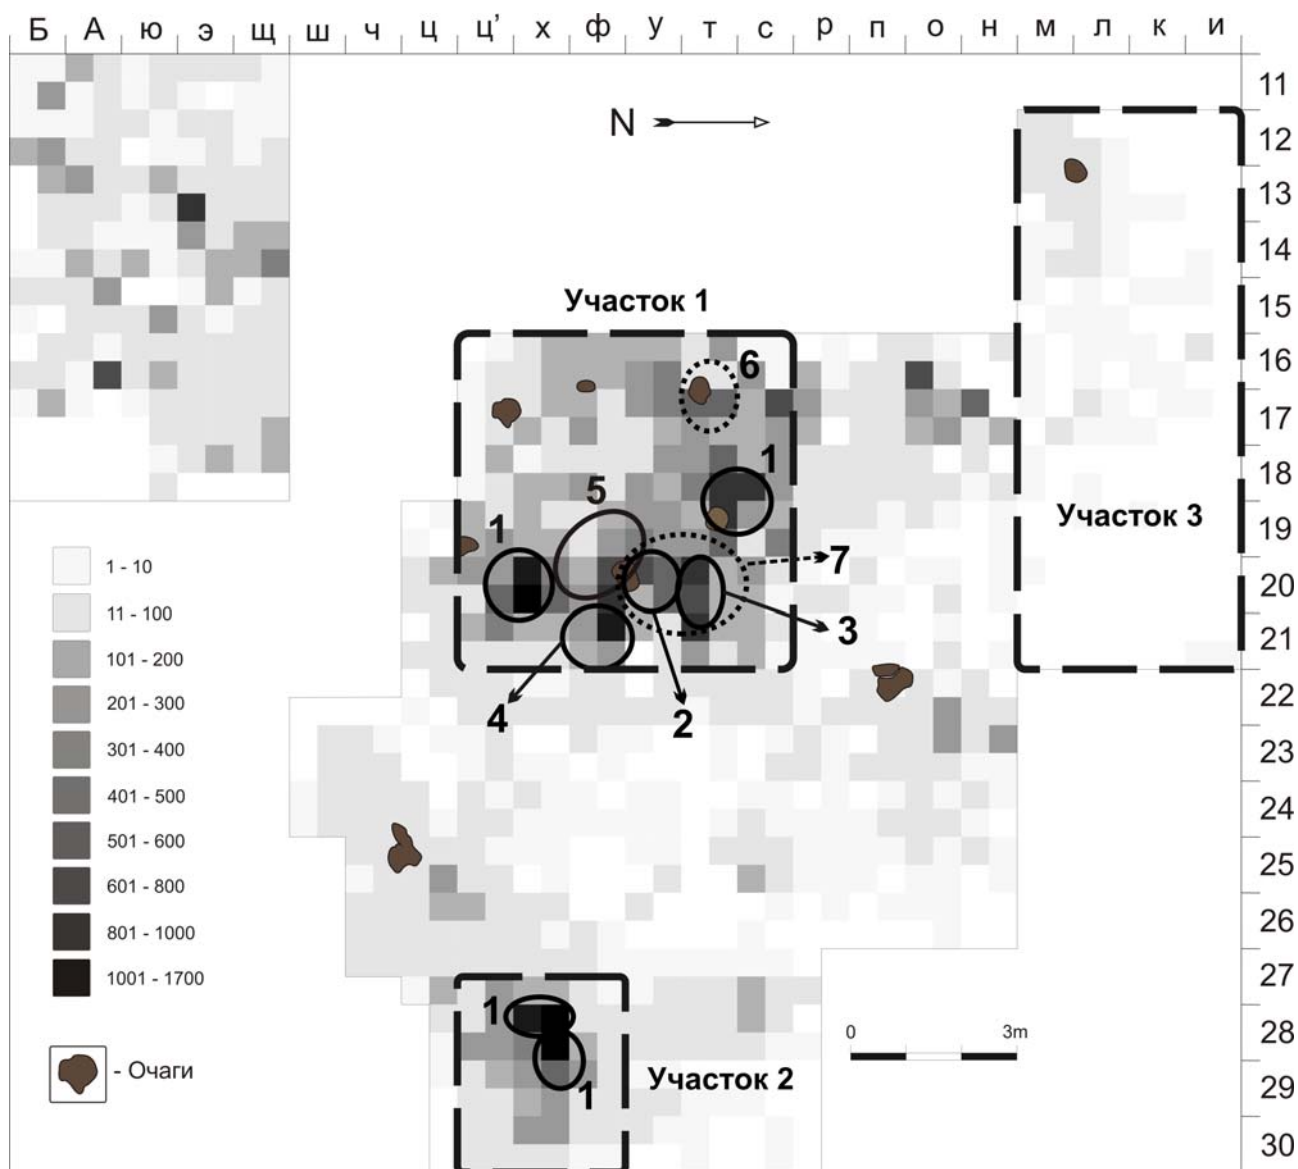 Б А ю э щ ш ч ц ц’ х ф у т с р п о н м л к и
11
N
12
13
14
15
Участок 1
16
6
17
1
18
5
Участок 3
1
19
1 - 10
7
20
11 - 100
3
21
101 - 200
4
2
22
201 - 300
23
301 - 400
24
401 - 500
501 - 600
25
601 - 800
26
801 - 1000
27
1001 - 1700
1
0 3m
28
- Очаги
Участок 2
1
29
30